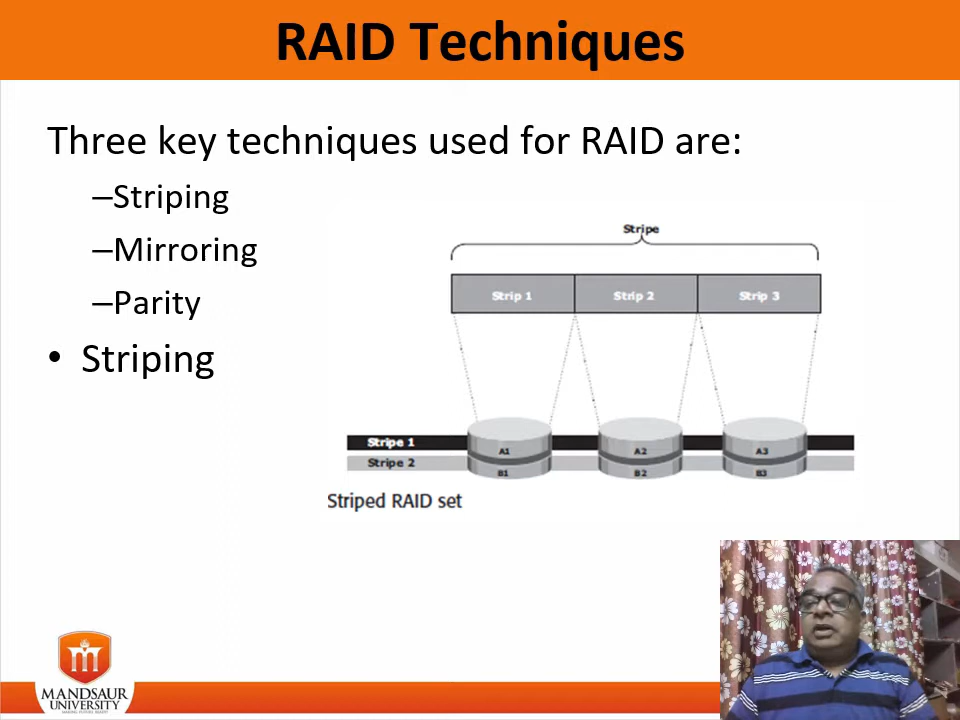 RAID Techniques
Three key techniques used for RAID are:
–Striping
–Mirroring
–Parity
• Striping
Stripe
Strip 1
Strip 2
Strip 3
Stripe 1
A1
A2
A3
Stripe 2
B1
B2
B3
Striped RAID set
MANDSAUR
UNIVERSITY